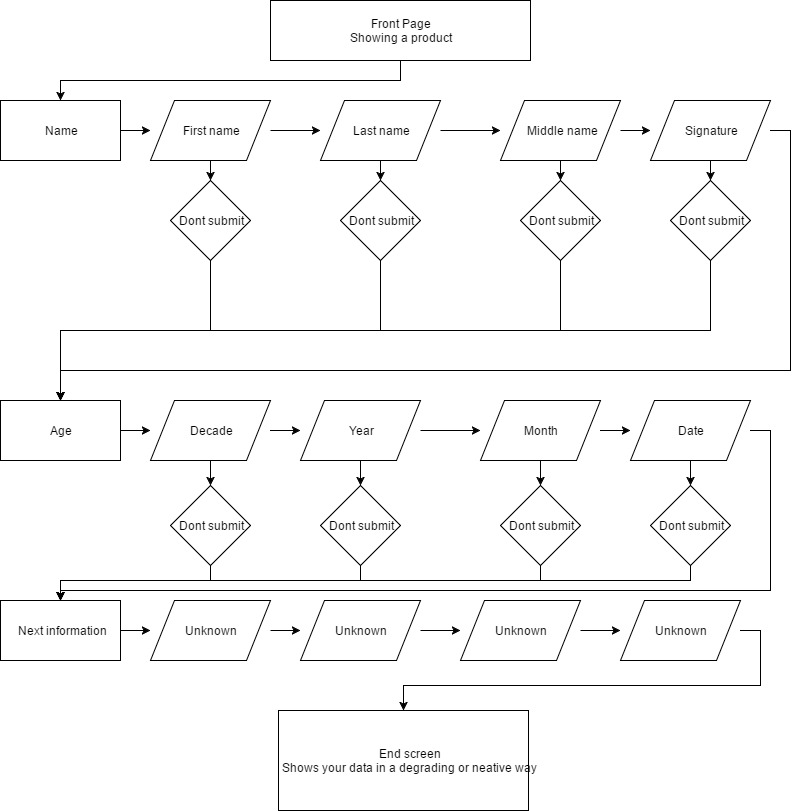 Front Page
Showing a product
Name
First name
Last name
Middle name
Signature
Dont submit
Dont submit
Dont submit
Dont submit
Age
Decade
Year
Month
Date
Dont submit
Dont submit
Dont submit
Dont submit
Next information
Unknown
Unknown
Unknown
Unknown
End screen
Shows your data in a degrading or neative way